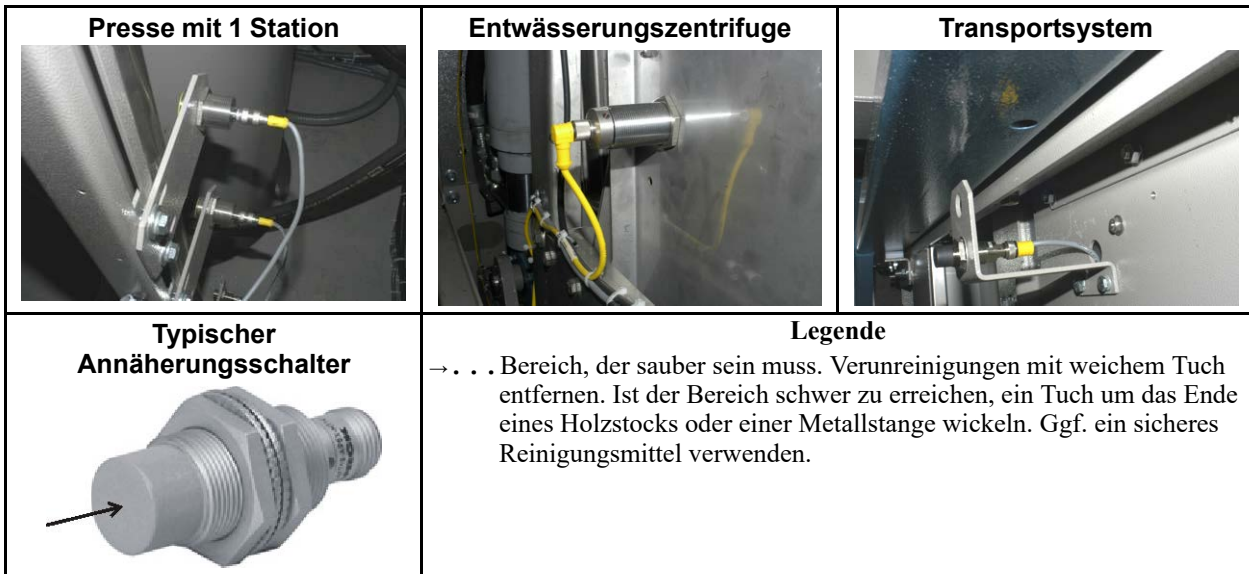 Presse mit 1 Station
Entwässerungszentrifuge
Transportsystem
Typischer
Annäherungsschalter
Legende
→. . . Bereich, der sauber sein muss. Verunreinigungen mit weichem Tuch
entfernen. Ist der Bereich schwer zu erreichen, ein Tuch um das Ende
eines Holzstocks oder einer Metallstange wickeln. Ggf. ein sicheres
Reinigungsmittel verwenden.